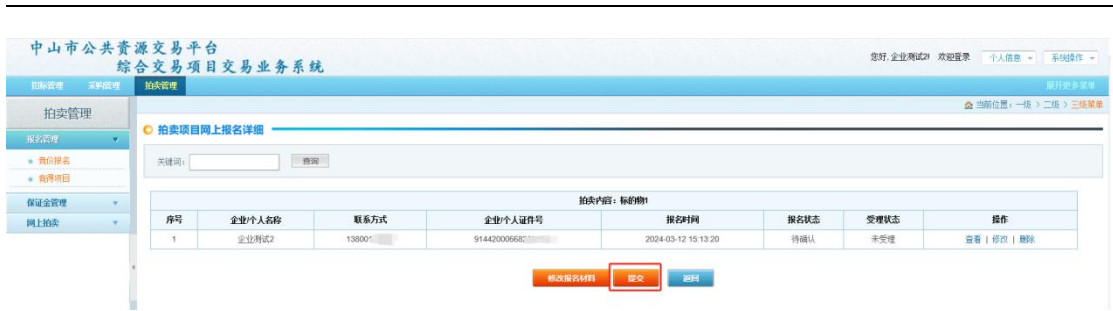 中山市公共资源交易平台
综合交易项目交易业务系统
您好,企业测试2! 欢迎登录 个人信息 系统操作
招标管理 采购管理 拍卖管理 展开更多菜单
拍卖管理 当前位置：一级 > 二级 > 三级菜单
报名管理
竞价报名
竞得项目
保证金管理
网上拍卖
拍卖项目网上报名详细
关键词： 查询
拍卖内容：标的物1
序号 企业/个人名称 联系方式 企业/个人证件号 报名时间 报名状态 受理状态 操作
1 企业测试2 138001 91442000668 2024-03-12 15:13:20 待确认 未受理 查看 | 修改 | 删除
修改报名材料 提交 返回